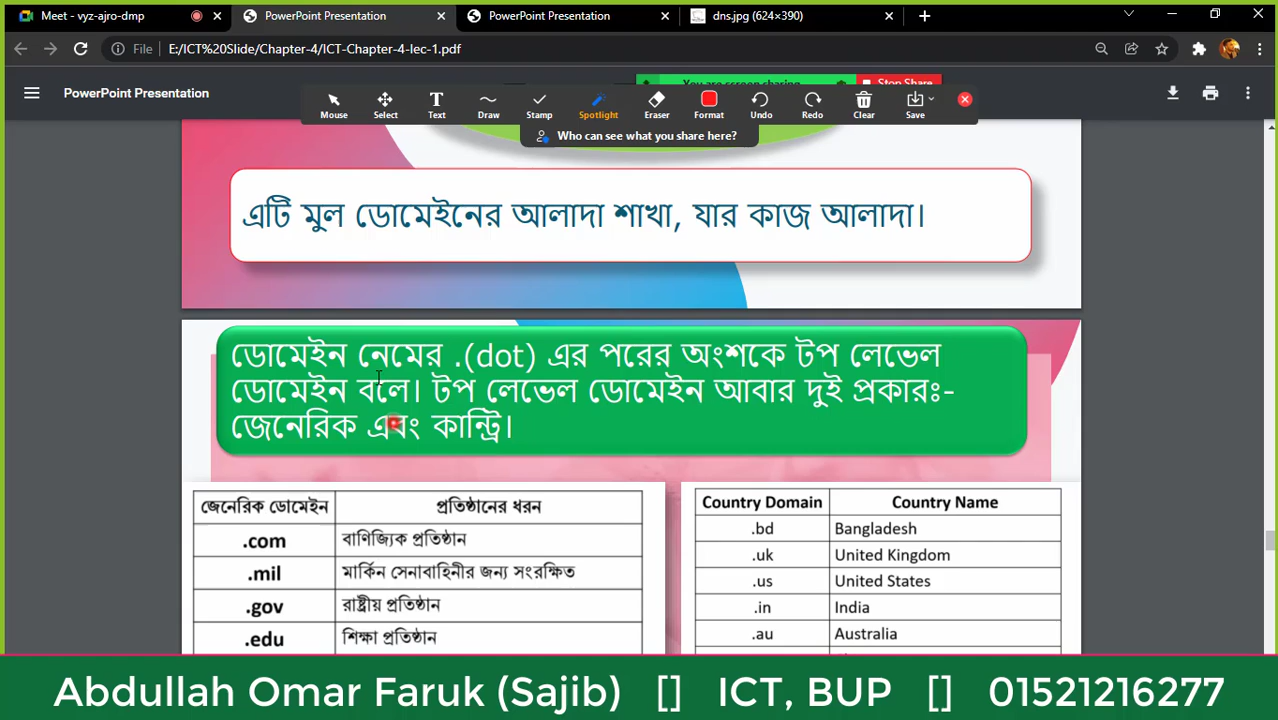 Meet - vyz-ajro-dmp
PowerPoint Presentation
PowerPoint Presentation
dns.jpg (624×390)
File
E:/ICT%20Slide/Chapter-4/ICT-Chapter-4-lec-1.pdf
PowerPoint Presentation
You are screen sharing
Stop Share
Mouse
Select
Text
Draw
Stamp
Spotlight
Eraser
Format
Undo
Redo
Clear
Save
Who can see what you share here?
এটি মুল ডোমেইনের আলাদা শাখা, যার কাজ আলাদা।
ডোমেইন নেমের .(dot) এর পরের অংশকে টপ লেভেল
ডোমেইন বলে। টপ লেভেল ডোমেইন আবার দুই প্রকারঃ-
জেনেরিক এবং কান্ট্রি।
জেনেরিক ডোমেইন প্রতিষ্ঠানের ধরন
.com বাণিজ্যিক প্রতিষ্ঠান
.mil মার্কিন সেনাবাহিনীর জন্য সংরক্ষিত
.gov রাষ্ট্রীয় প্রতিষ্ঠান
.edu শিক্ষা প্রতিষ্ঠান
Country Domain Country Name
.bd Bangladesh
.uk United Kingdom
.us United States
.in India
.au Australia
Abdullah Omar Faruk (Sajib) [] ICT, BUP [] 01521216277